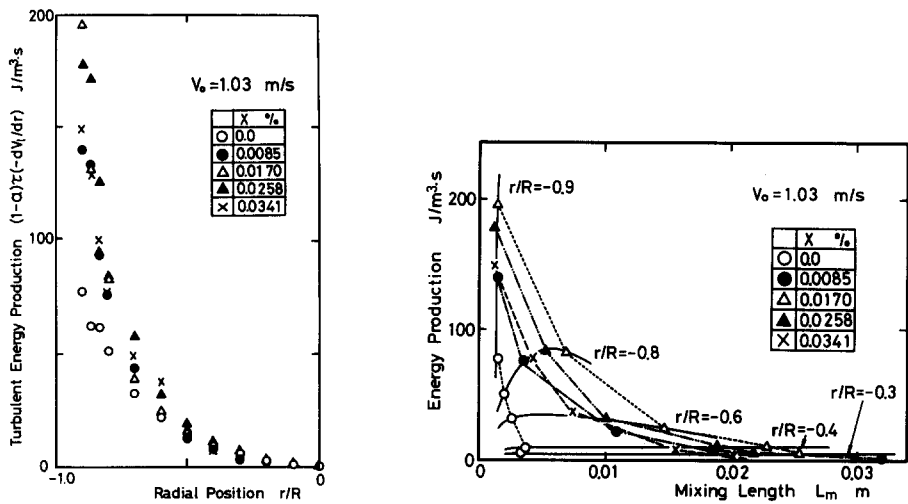 Turbulent Energy Production (1-α)τ(-dVₗ/dr) J/m³·s
200
100
0
-1.0
0
Radial Position r/R
V₀=1.03 m/s
X %
0.0
0.0085
0.0170
0.0258
0.0341
Energy Production J/m³·s
200
100
0
0
0.01
0.02
0.03
Mixing Length Lₘ m
V₀=1.03 m/s
X %
0.0
0.0085
0.0170
0.0258
0.0341
r/R=-0.9
r/R=-0.8
r/R=-0.6
r/R=-0.4
r/R=-0.3